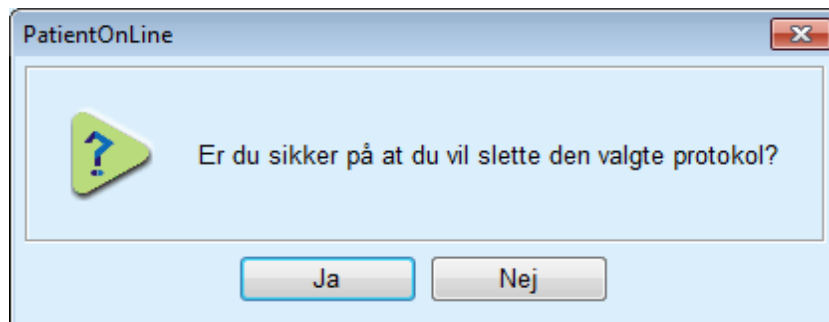 PatientOnLine
Er du sikker på at du vil slette den valgte protokol?
Ja
Nej